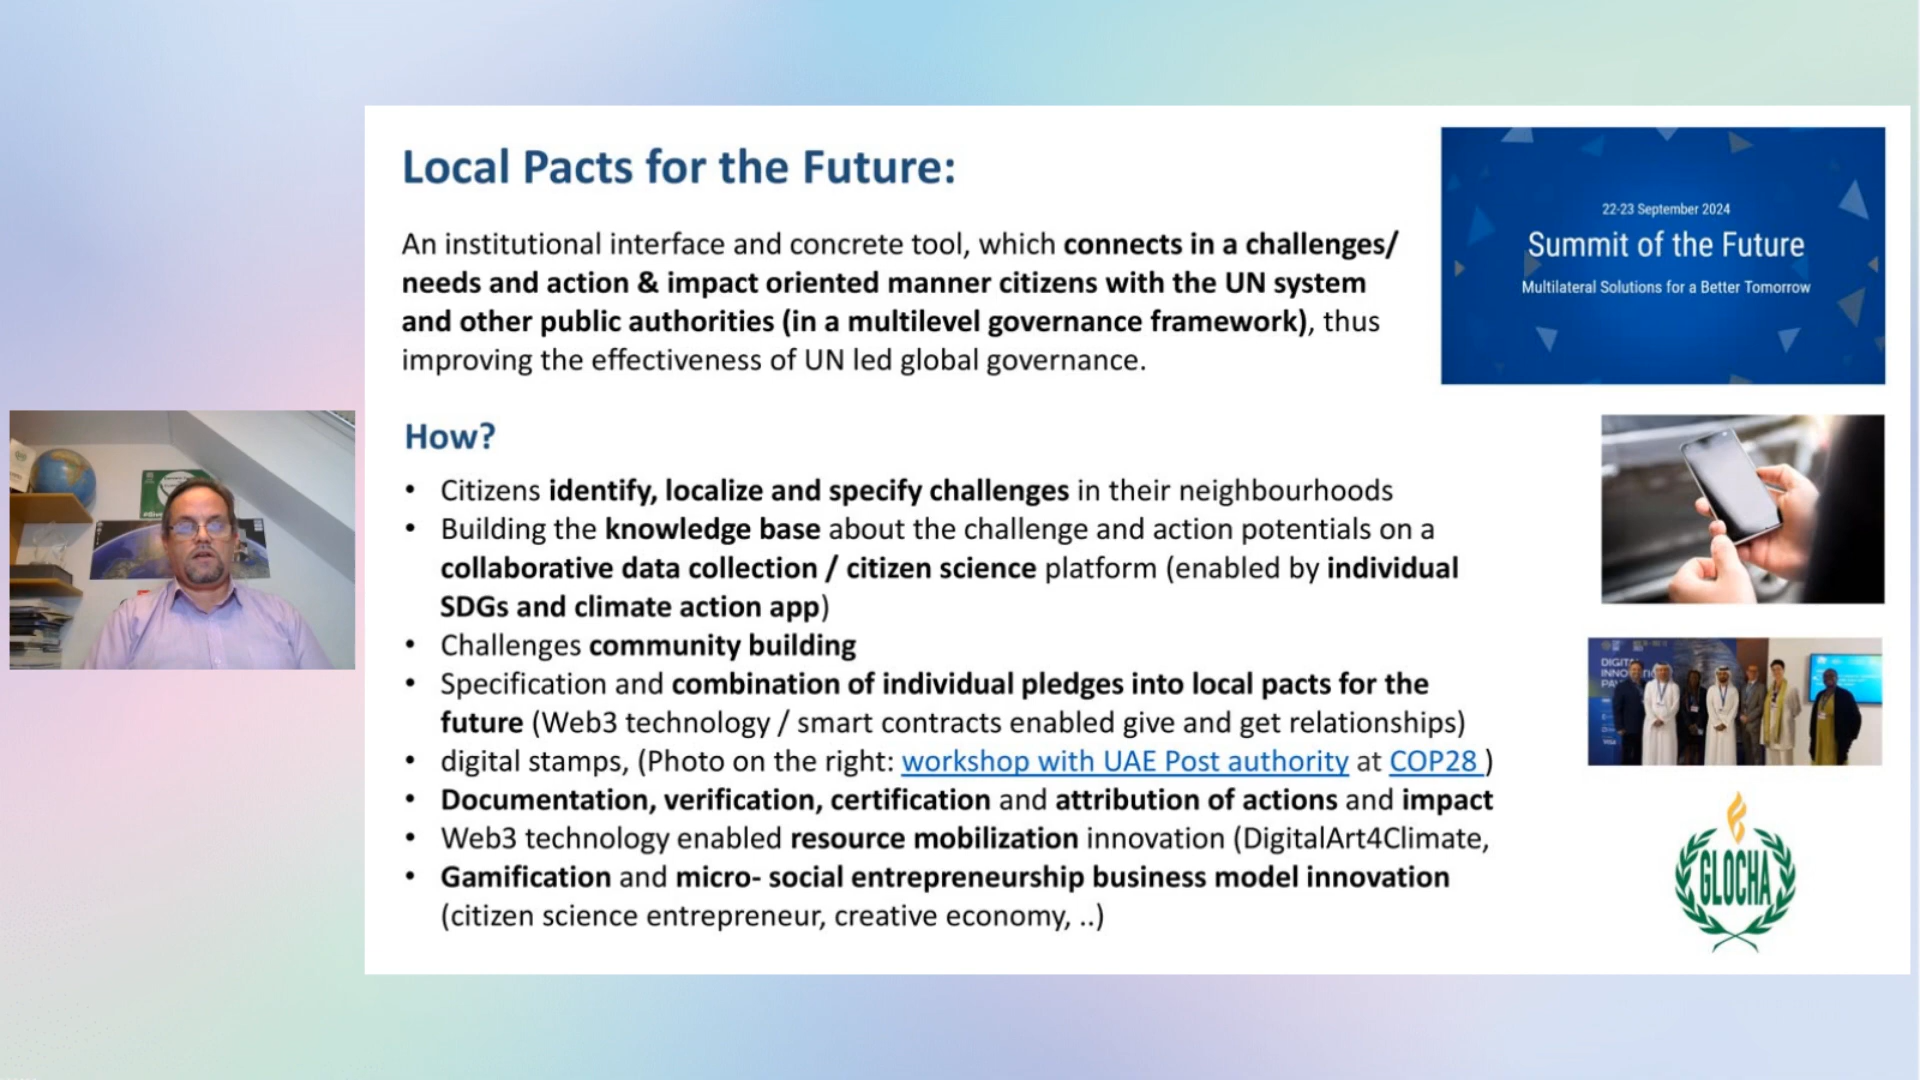 Local Pacts for the Future:
An institutional interface and concrete tool, which connects in a challenges/
needs and action & impact oriented manner citizens with the UN system
and other public authorities (in a multilevel governance framework), thus
improving the effectiveness of UN led global governance.
How?
• Citizens identify, localize and specify challenges in their neighbourhoods
• Building the knowledge base about the challenge and action potentials on a
collaborative data collection / citizen science platform (enabled by individual
SDGs and climate action app)
• Challenges community building
• Specification and combination of individual pledges into local pacts for the
future (Web3 technology / smart contracts enabled give and get relationships)
• digital stamps, (Photo on the right: workshop with UAE Post authority at COP28 )
• Documentation, verification, certification and attribution of actions and impact
• Web3 technology enabled resource mobilization innovation (DigitalArt4Climate,
• Gamification and micro- social entrepreneurship business model innovation
(citizen science entrepreneur, creative economy, ..)
22-23 September 2024
Summit of the Future
Multilateral Solutions for a Better Tomorrow
GLOCHA